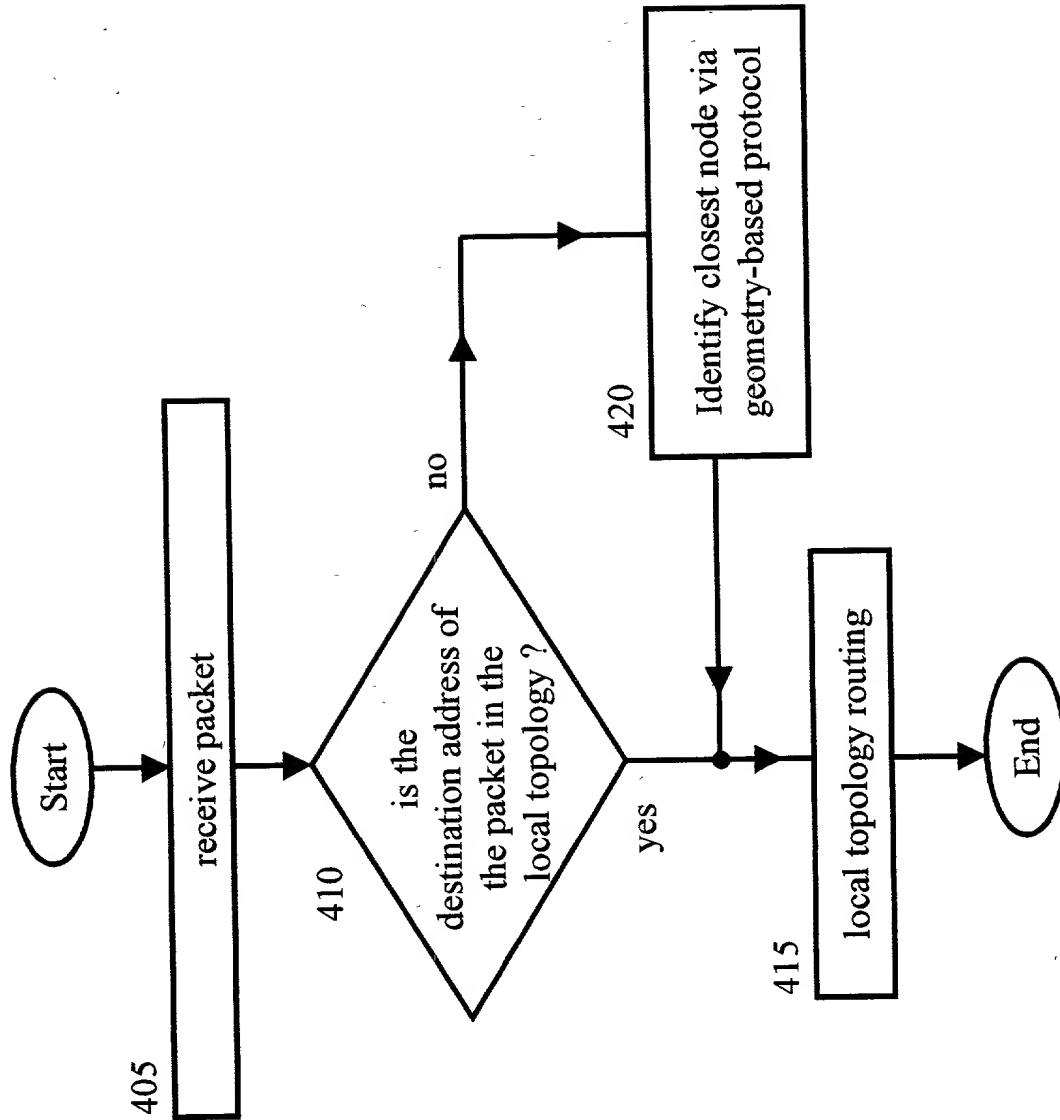 Start
405
receive packet
410
is the
destination address of
the packet in the
local topology ?
no
yes
420
Identify closest node via
geometry-based protocol
415
local topology routing
End